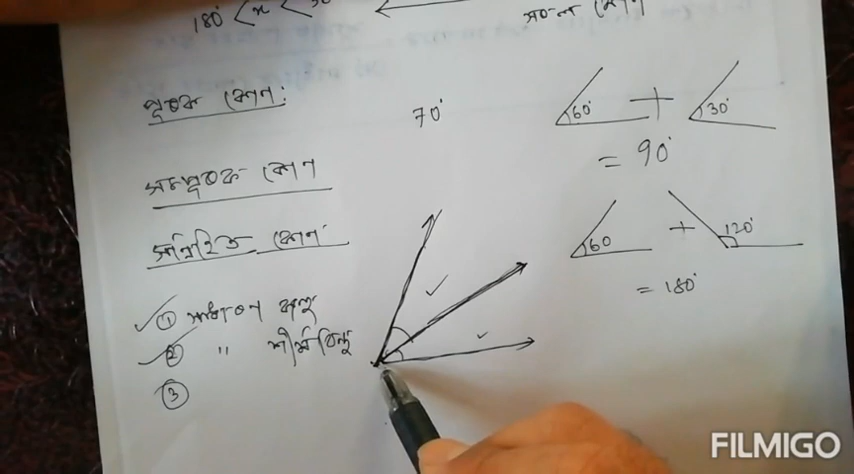 180° < x <
সরল কোণ
পূরক কোণ:
70°
60° + 30°
= 90°
সম্পূরক কোণ
সন্নিহিত কোণ:
60 + 120°
= 180°
① সাধারণ বাহু
② " শীর্ষবিন্দু
③
FILMIGO